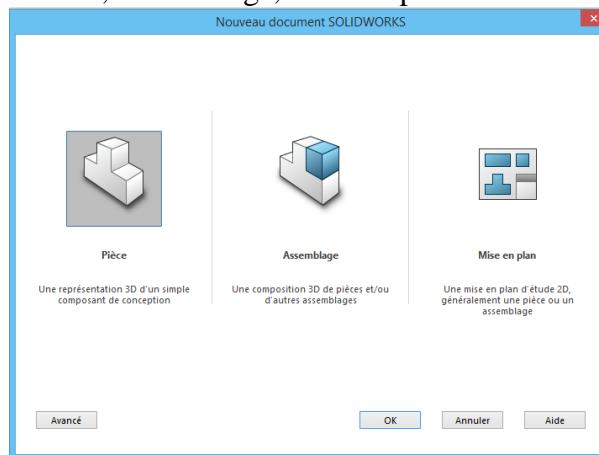 Nouveau document SOLIDWORKS
Pièce
Assemblage
Mise en plan
Une représentation 3D d'un simple
composant de conception
Une composition 3D de pièces et/ou
d'autres assemblages
Une mise en plan d'étude 2D,
généralement une pièce ou un
assemblage
Avancé
OK
Annuler
Aide